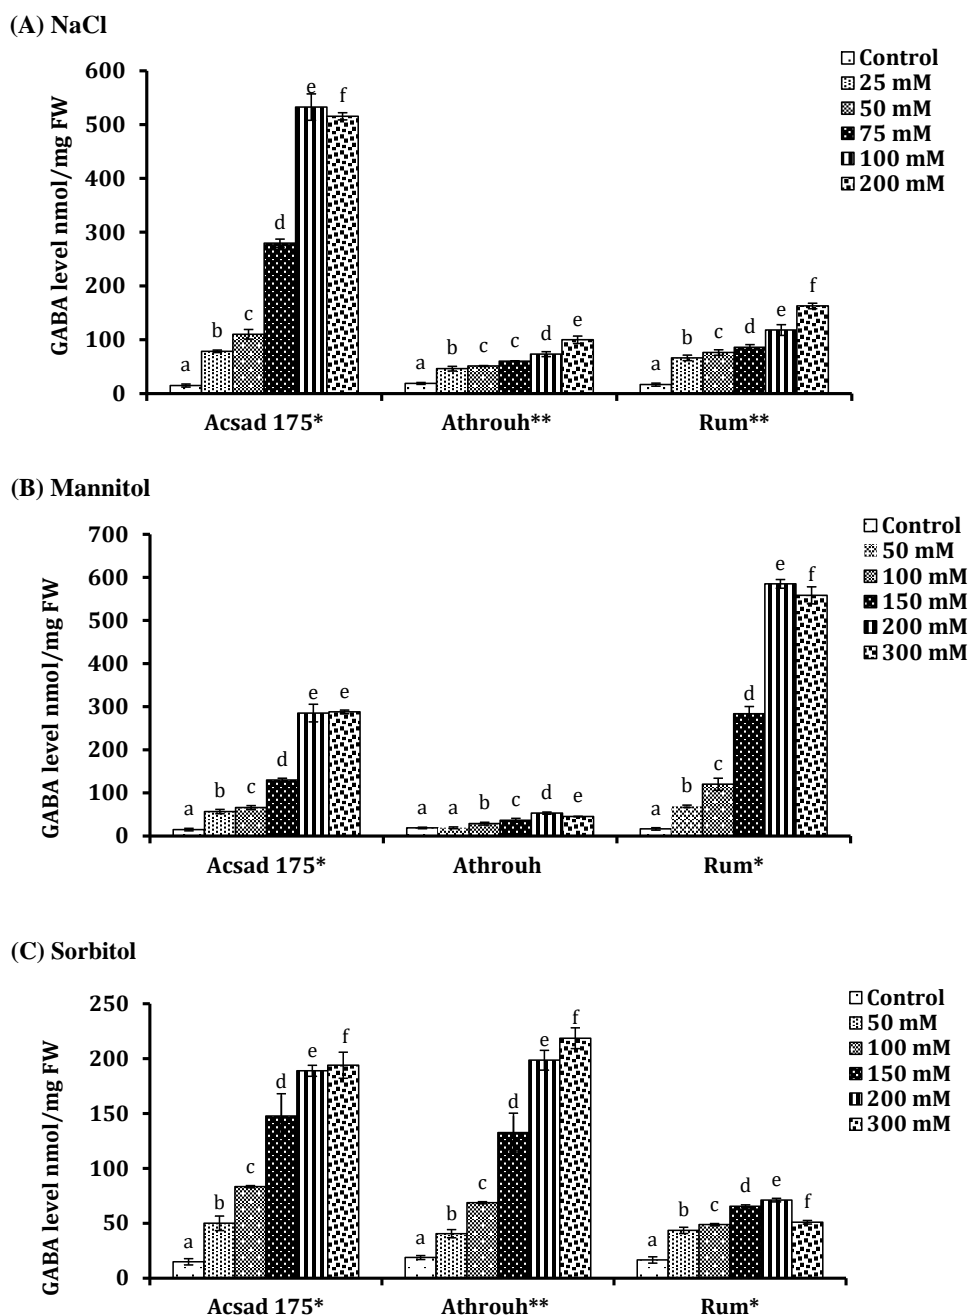 (A) NaCl
GABA level nmol/mg FW
600
500
400
300
200
100
0
a b c d e f
a b c c d e
a b c d e f
Acsad 175* Athrouh** Rum**
Control
25 mM
50 mM
75 mM
100 mM
200 mM
(B) Mannitol
GABA level nmol/mg FW
700
600
500
400
300
200
100
0
a b c d e e
a a b c d e
a b c d e f
Acsad 175* Athrouh Rum*
Control
50 mM
100 mM
150 mM
200 mM
300 mM
(C) Sorbitol
GABA level nmol/mg FW
250
200
150
100
50
0
a b c d e f
a b c d e f
a b c d e f
Acsad 175* Athrouh** Rum*
Control
50 mM
100 mM
150 mM
200 mM
300 mM